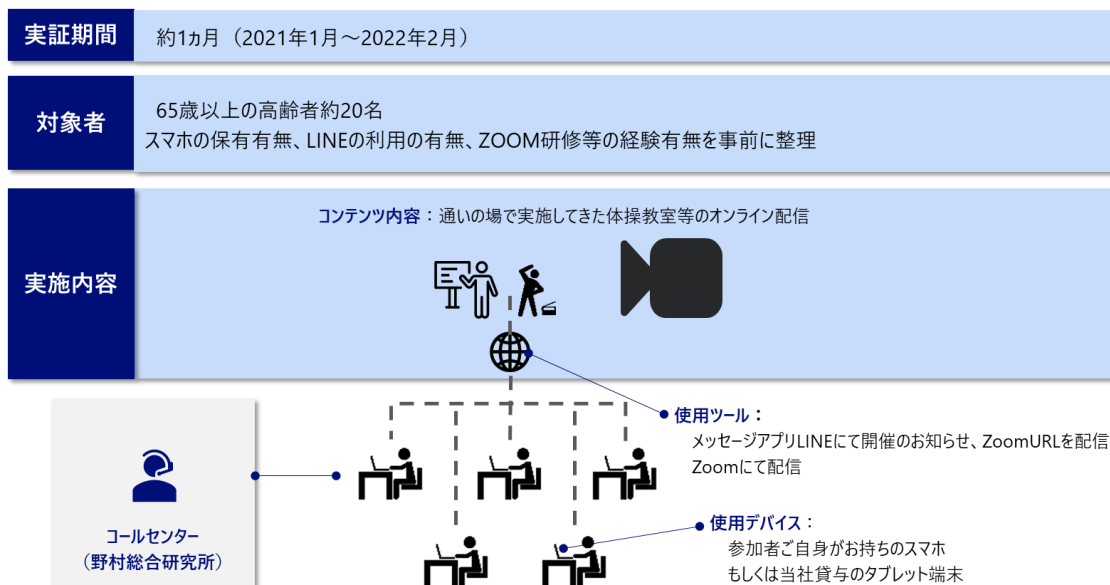 実証期間
約1ヵ月（2021年1月～2022年2月）
対象者
65歳以上の高齢者約20名
スマホの保有有無、LINEの利用の有無、ZOOM研修等の経験有無を事前に整理
実施内容
コンテンツ内容：通いの場で実施してきた体操教室等のオンライン配信
使用ツール：
メッセージアプリLINEにて開催のお知らせ、ZoomURLを配信
Zoomにて配信
コールセンター
（野村総合研究所）
使用デバイス：
参加者ご自身がお持ちのスマホ
もしくは当社貸与のタブレット端末